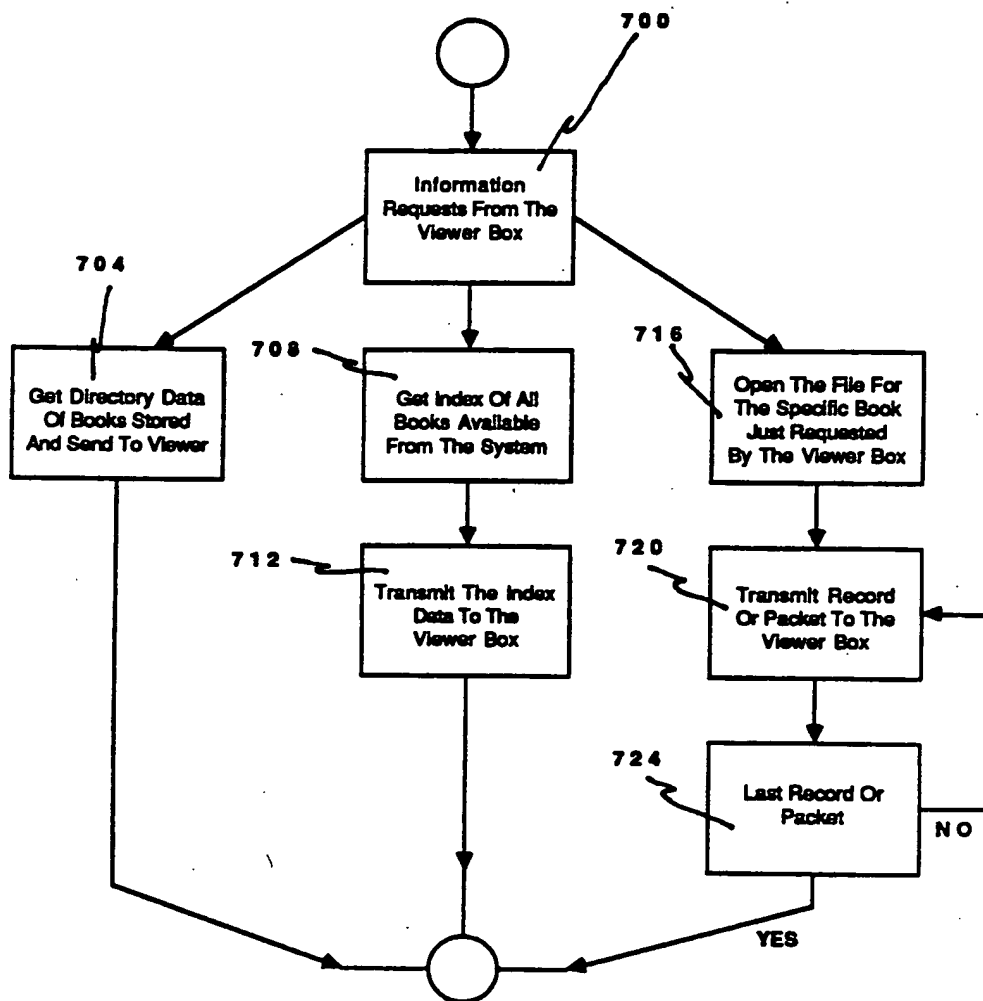 700
Information
Requests From The
Viewer Box
704
Get Directory Data
Of Books Stored
And Send To Viewer
708
Get Index Of All
Books Available
From The System
716
Open The File For
The Specific Book
Just Requested
By The Viewer Box
712
Transmit The Index
Data To The
Viewer Box
720
Transmit Record
Or Packet To The
Viewer Box
724
Last Record Or
Packet
NO
YES